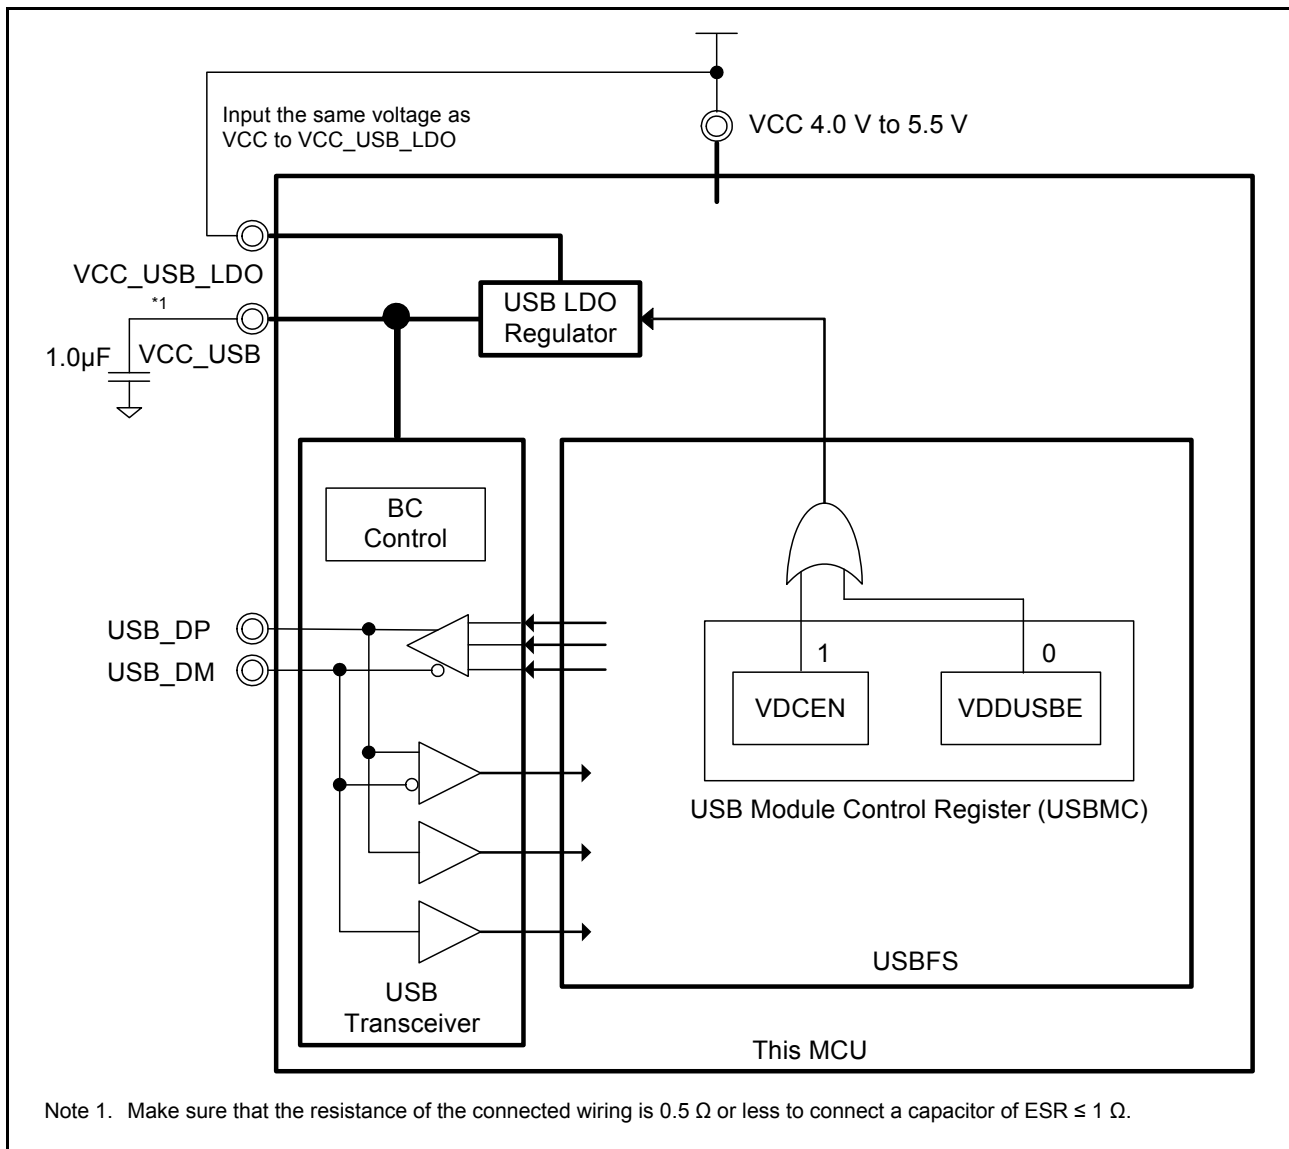 Input the same voltage as
VCC to VCC_USB_LDO
VCC 4.0 V to 5.5 V
VCC_USB_LDO
*1
1.0µF
VCC_USB
USB LDO
Regulator
BC
Control
USB_DP
USB_DM
1
0
VDCEN
VDDUSBE
USB Module Control Register (USBMC)
USBFS
USB
Transceiver
This MCU
Note 1. Make sure that the resistance of the connected wiring is 0.5 Ω or less to connect a capacitor of ESR ≤ 1 Ω.